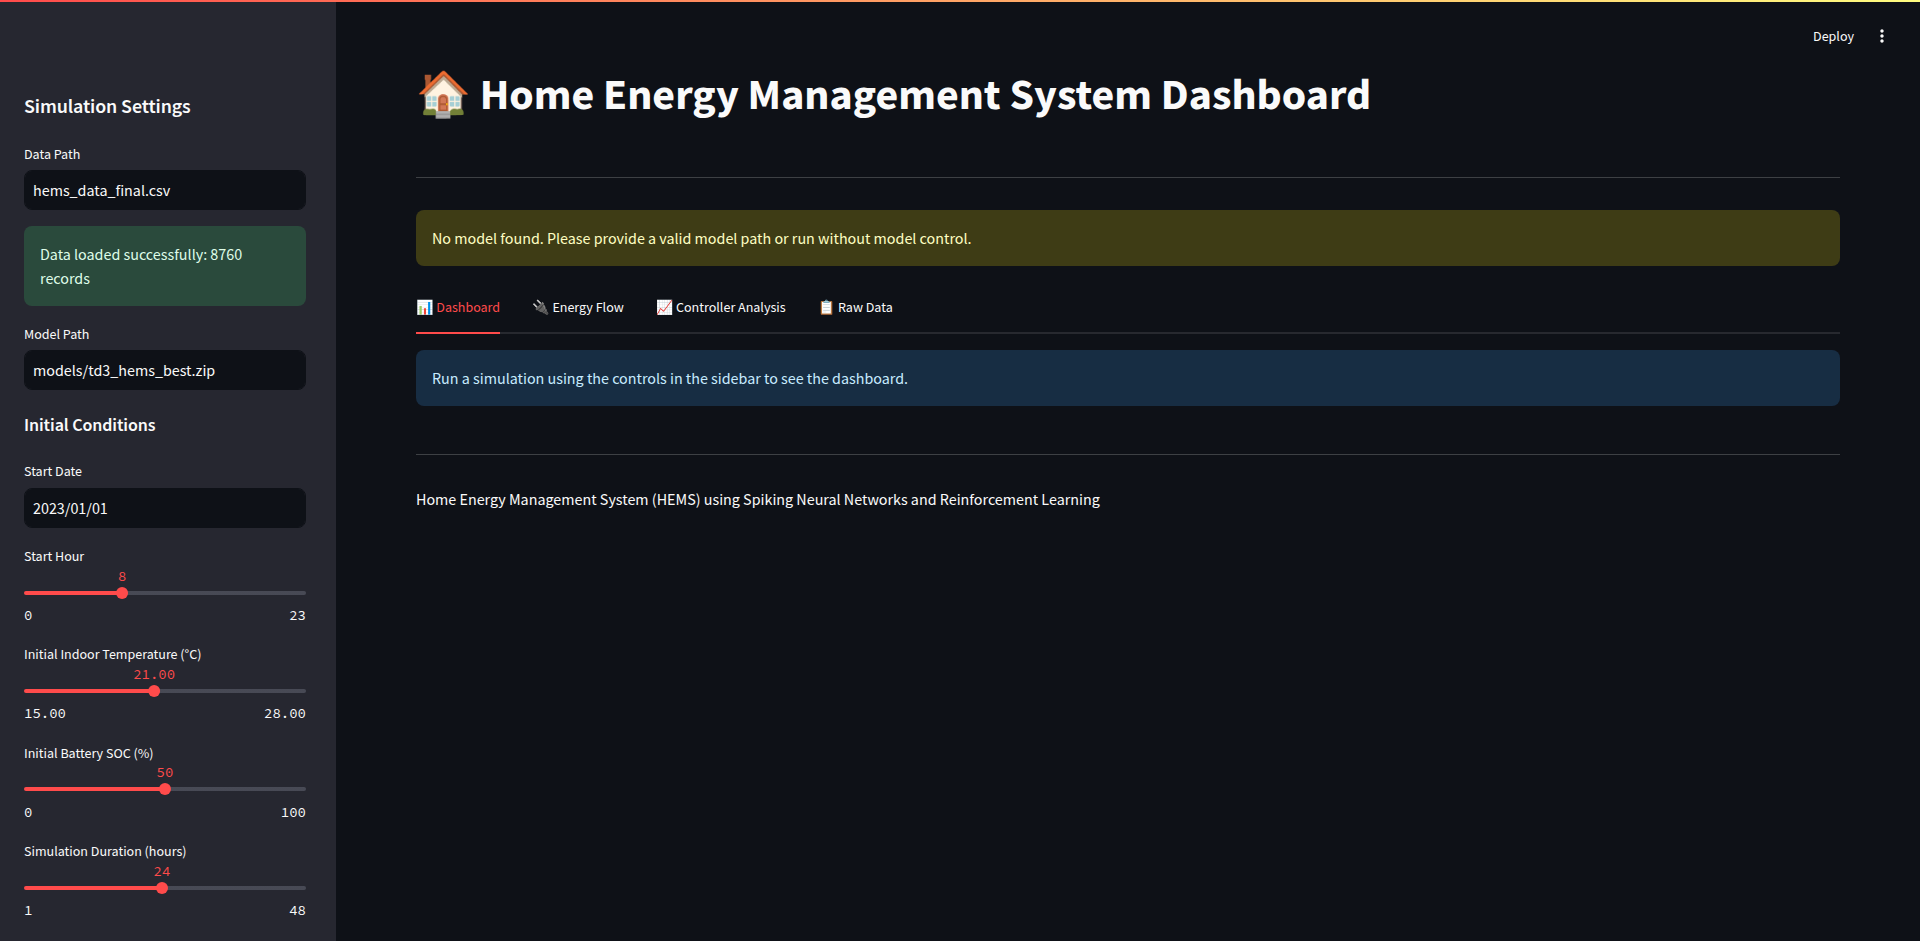 Deploy
Simulation Settings
Data Path
hems_data_final.csv
Data loaded successfully: 8760
records
Model Path
models/td3_hems_best.zip
Initial Conditions
Start Date
2023/01/01
Start Hour
8
0 23
Initial Indoor Temperature (°C)
21.00
15.00 28.00
Initial Battery SOC (%)
50
0 100
Simulation Duration (hours)
24
1 48
🏠 Home Energy Management System Dashboard
No model found. Please provide a valid model path or run without model control.
📊 Dashboard 🔌 Energy Flow 📈 Controller Analysis 📋 Raw Data
Run a simulation using the controls in the sidebar to see the dashboard.
Home Energy Management System (HEMS) using Spiking Neural Networks and Reinforcement Learning